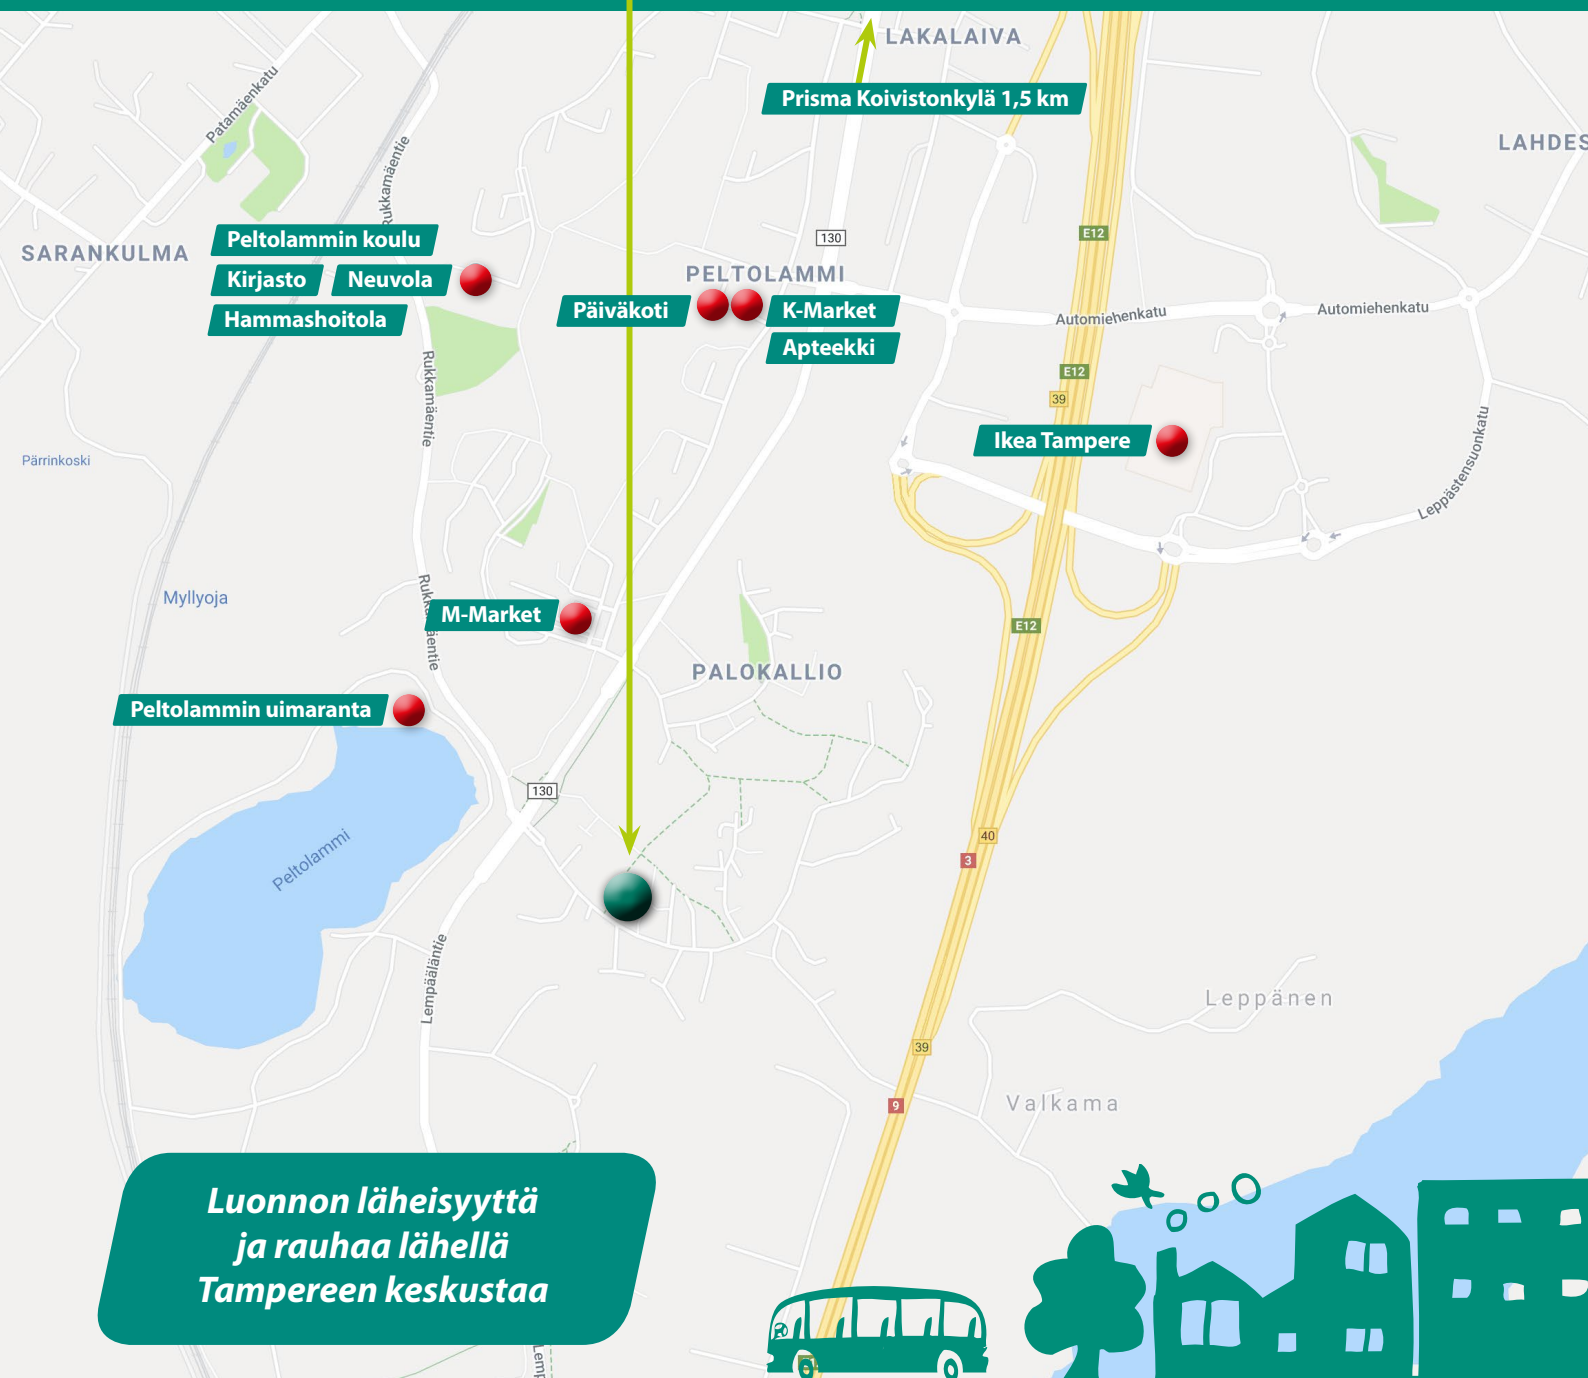 LAKALAIVA
Prisma Koivistonkylä 1,5 km
Patamäenkatu
LAHDES
Rukkamäentie
SARANKULMA
Peltolammin koulu
Kirjasto
Neuvola
Hammashoitola
130
E12
PELTOLAMMI
Päiväkoti
K-Market
Apteekki
Automiehenkatu
Automiehenkatu
Rukkamäentie
E12
39
Ikea Tampere
Pärrinkoski
Leppästensuonkatu
Myllyoja
M-Market
E12
PALOKALLIO
Peltolammin uimaranta
130
Peltolammi
40
3
Lempääläntie
Leppänen
39
9
Valkama
Luonnon läheisyyttä
ja rauhaa lähellä
Tampereen keskustaa
Lemp